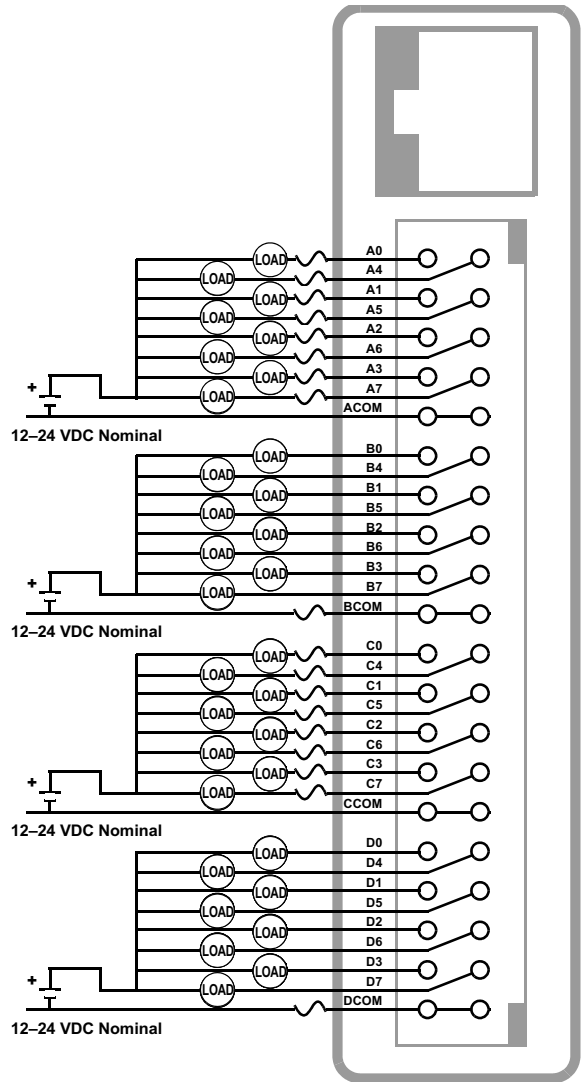 LOAD A0
LOAD A4
LOAD A1
LOAD A5
LOAD A2
LOAD A6
LOAD A3
LOAD A7
+ ACOM
12–24 VDC Nominal
LOAD B0
LOAD B4
LOAD B1
LOAD B5
LOAD B2
LOAD B6
LOAD B3
LOAD B7
+ BCOM
12–24 VDC Nominal
LOAD C0
LOAD C4
LOAD C1
LOAD C5
LOAD C2
LOAD C6
LOAD C3
LOAD C7
+ CCOM
12–24 VDC Nominal
LOAD D0
LOAD D4
LOAD D1
LOAD D5
LOAD D2
LOAD D6
LOAD D3
LOAD D7
+ DCOM
12–24 VDC Nominal